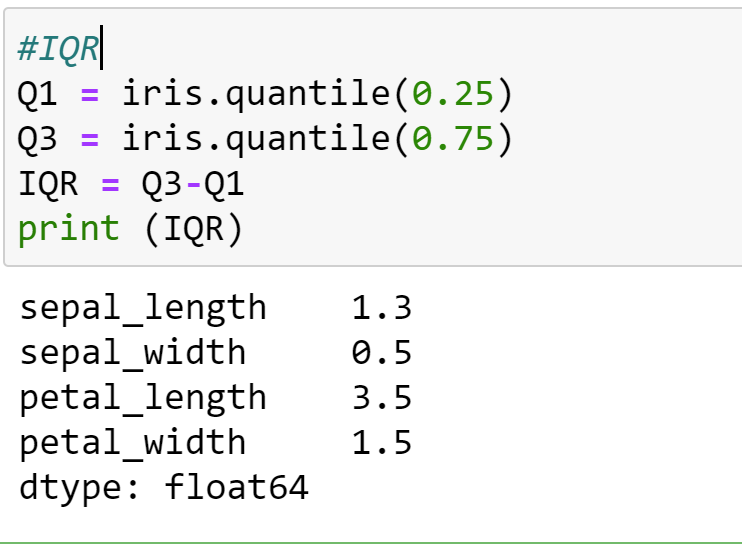 #IQR
Q1 = iris.quantile(0.25)
Q3 = iris.quantile(0.75)
IQR = Q3-Q1
print (IQR)
sepal_length    1.3
sepal_width     0.5
petal_length    3.5
petal_width     1.5
dtype: float64